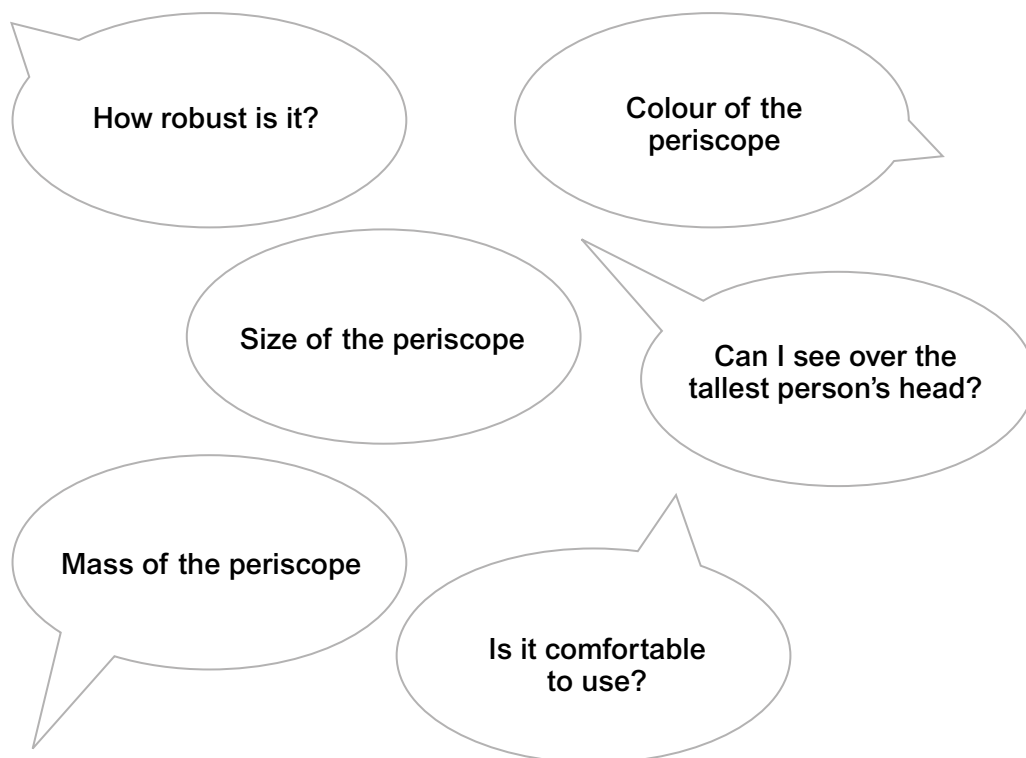 How robust is it?
Colour of the
periscope
Size of the periscope
Can I see over the
tallest person’s head?
Mass of the periscope
Is it comfortable
to use?